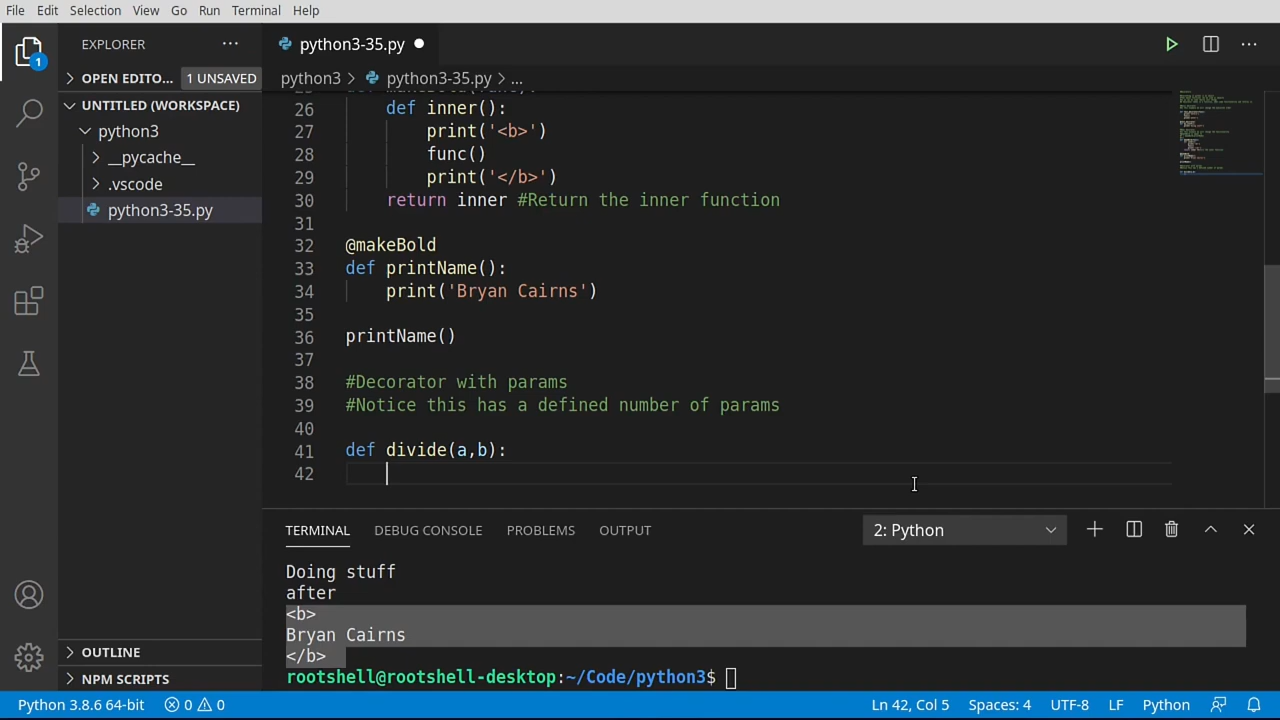 File Edit Selection View Go Run Terminal Help
EXPLORER
python3-35.py
OPEN EDITO... 1 UNSAVED
python3 > python3-35.py > ...
UNTITLED (WORKSPACE)
python3
__pycache__
.vscode
python3-35.py
1
26 def inner():
27 print('<b>')
28 func()
29 print('</b>')
30 return inner #Return the inner function
31
32 @makeBold
33 def printName():
34 print('Bryan Cairns')
35
36 printName()
37
38 #Decorator with params
39 #Notice this has a defined number of params
40
41 def divide(a,b):
42
TERMINAL DEBUG CONSOLE PROBLEMS OUTPUT 2: Python
Doing stuff
after
<b>
Bryan Cairns
</b>
rootshell@rootshell-desktop:~/Code/python3$
OUTLINE
NPM SCRIPTS
Python 3.8.6 64-bit 0 0 Ln 42, Col 5 Spaces: 4 UTF-8 LF Python